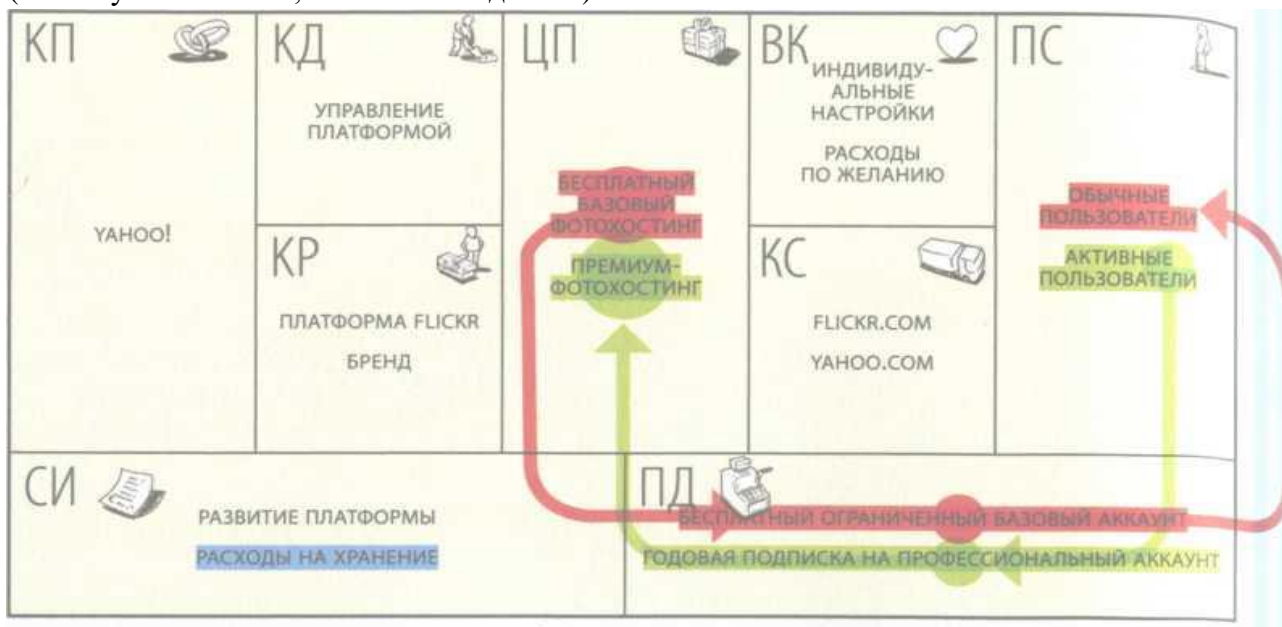 КП
YAHOO!
КД
УПРАВЛЕНИЕ
ПЛАТФОРМОЙ
КР
ПЛАТФОРМА FLICKR
БРЕНД
ЦП
БЕСПЛАТНЫЙ
БАЗОВЫЙ
ФОТОХОСТИНГ
ПРЕМИУМ-
ФОТОХОСТИНГ
ВК
ИНДИВИДУ-
АЛЬНЫЕ
НАСТРОЙКИ
РАСХОДЫ
ПО ЖЕЛАНИЮ
КС
FLICKR.COM
YAHOO.COM
ПС
ОБЫЧНЫЕ
ПОЛЬЗОВАТЕЛИ
АКТИВНЫЕ
ПОЛЬЗОВАТЕЛИ
СИ
РАЗВИТИЕ ПЛАТФОРМЫ
РАСХОДЫ НА ХРАНЕНИЕ
ПД
БЕСПЛАТНЫЙ ОГРАНИЧЕННЫЙ БАЗОВЫЙ АККАУНТ
ГОДОВАЯ ПОДПИСКА НА ПРОФЕССИОНАЛЬНЫЙ АККАУНТ